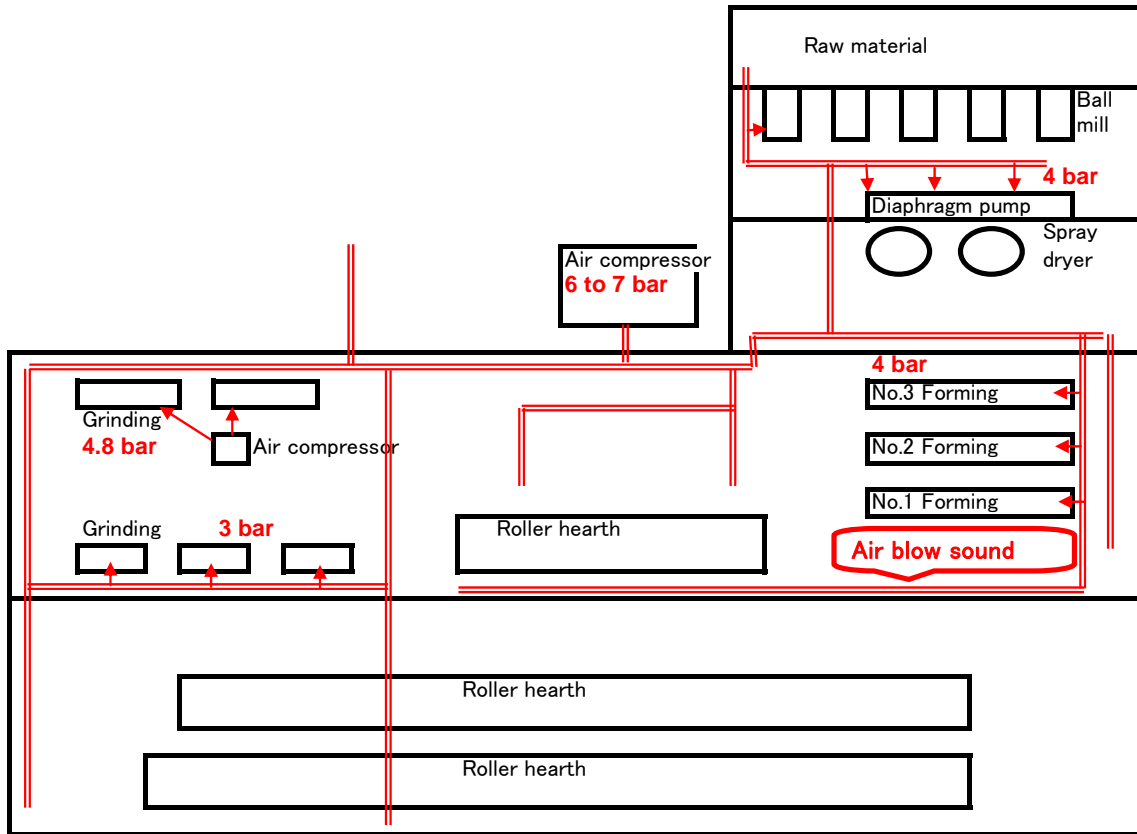 Raw material
Ball
mill
4 bar
Diaphragm pump
Spray
dryer
Air compressor
6 to 7 bar
4 bar
No.3 Forming
Grinding
4.8 bar
Air compressor
No.2 Forming
No.1 Forming
Grinding
3 bar
Roller hearth
Air blow sound
Roller hearth
Roller hearth